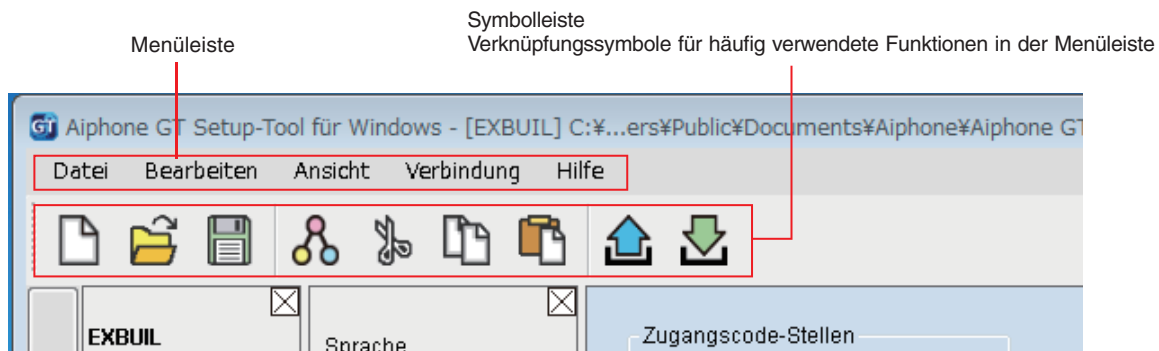 Symbolleiste
Menüleiste
Verknüpfungssymbole für häufig verwendete Funktionen in der Menüleiste
GT Aiphone GT Setup-Tool für Windows - [EXBUIL] C:¥...ers¥Public¥Documents¥Aiphone¥Aiphone GT
Datei Bearbeiten Ansicht Verbindung Hilfe
EXBUIL
Sprache
Zugangscode-Stellen